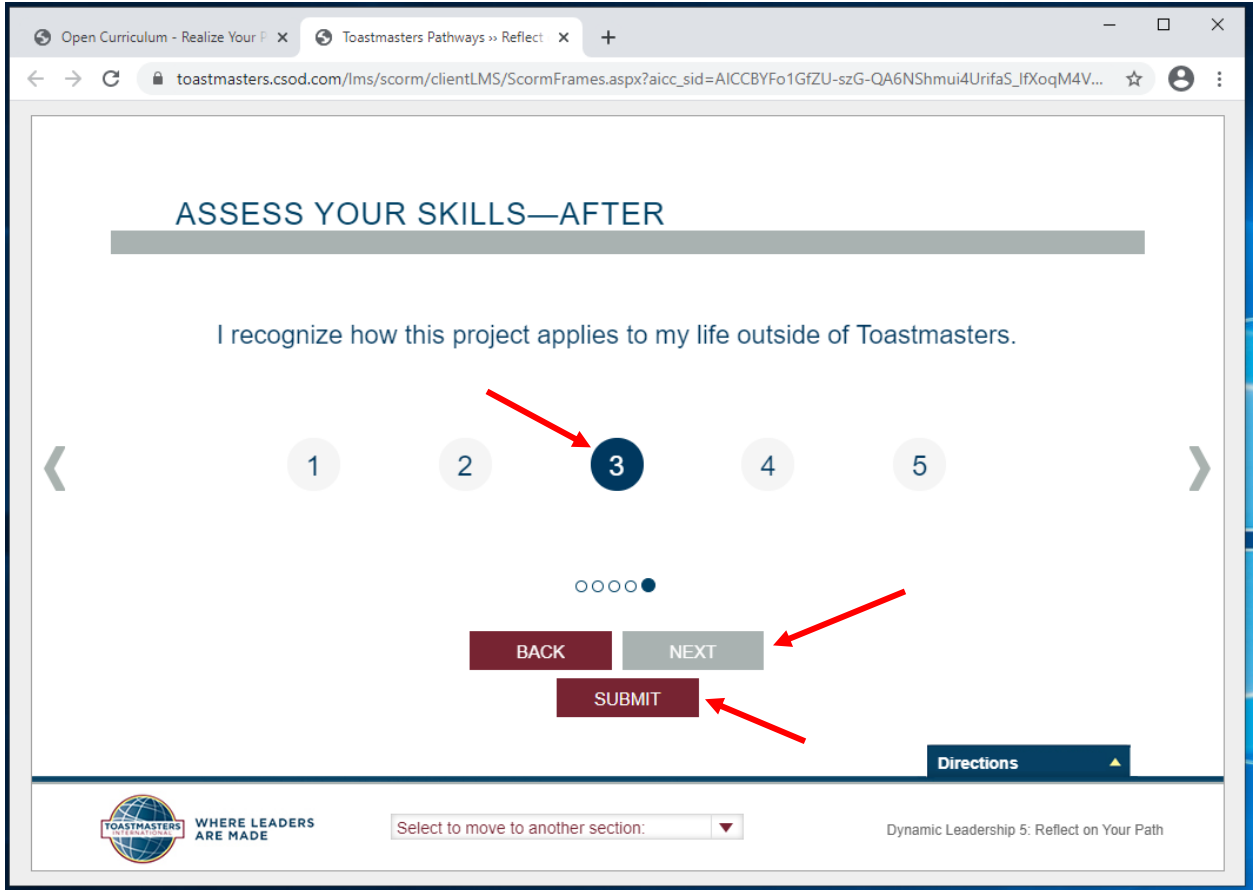 Open Curriculum - Realize Your P
Toastmasters Pathways ›› Reflect
toastmasters.csod.com/lms/scorm/clientLMS/ScormFrames.aspx?aicc_sid=AICCBYFo1GfZU-szG-QA6NShmui4UrifaS_IfXoqM4V...
ASSESS YOUR SKILLS—AFTER
I recognize how this project applies to my life outside of Toastmasters.
1 2 3 4 5
BACK NEXT
SUBMIT
Directions
TOASTMASTERS
INTERNATIONAL
WHERE LEADERS
ARE MADE
Select to move to another section:
Dynamic Leadership 5: Reflect on Your Path